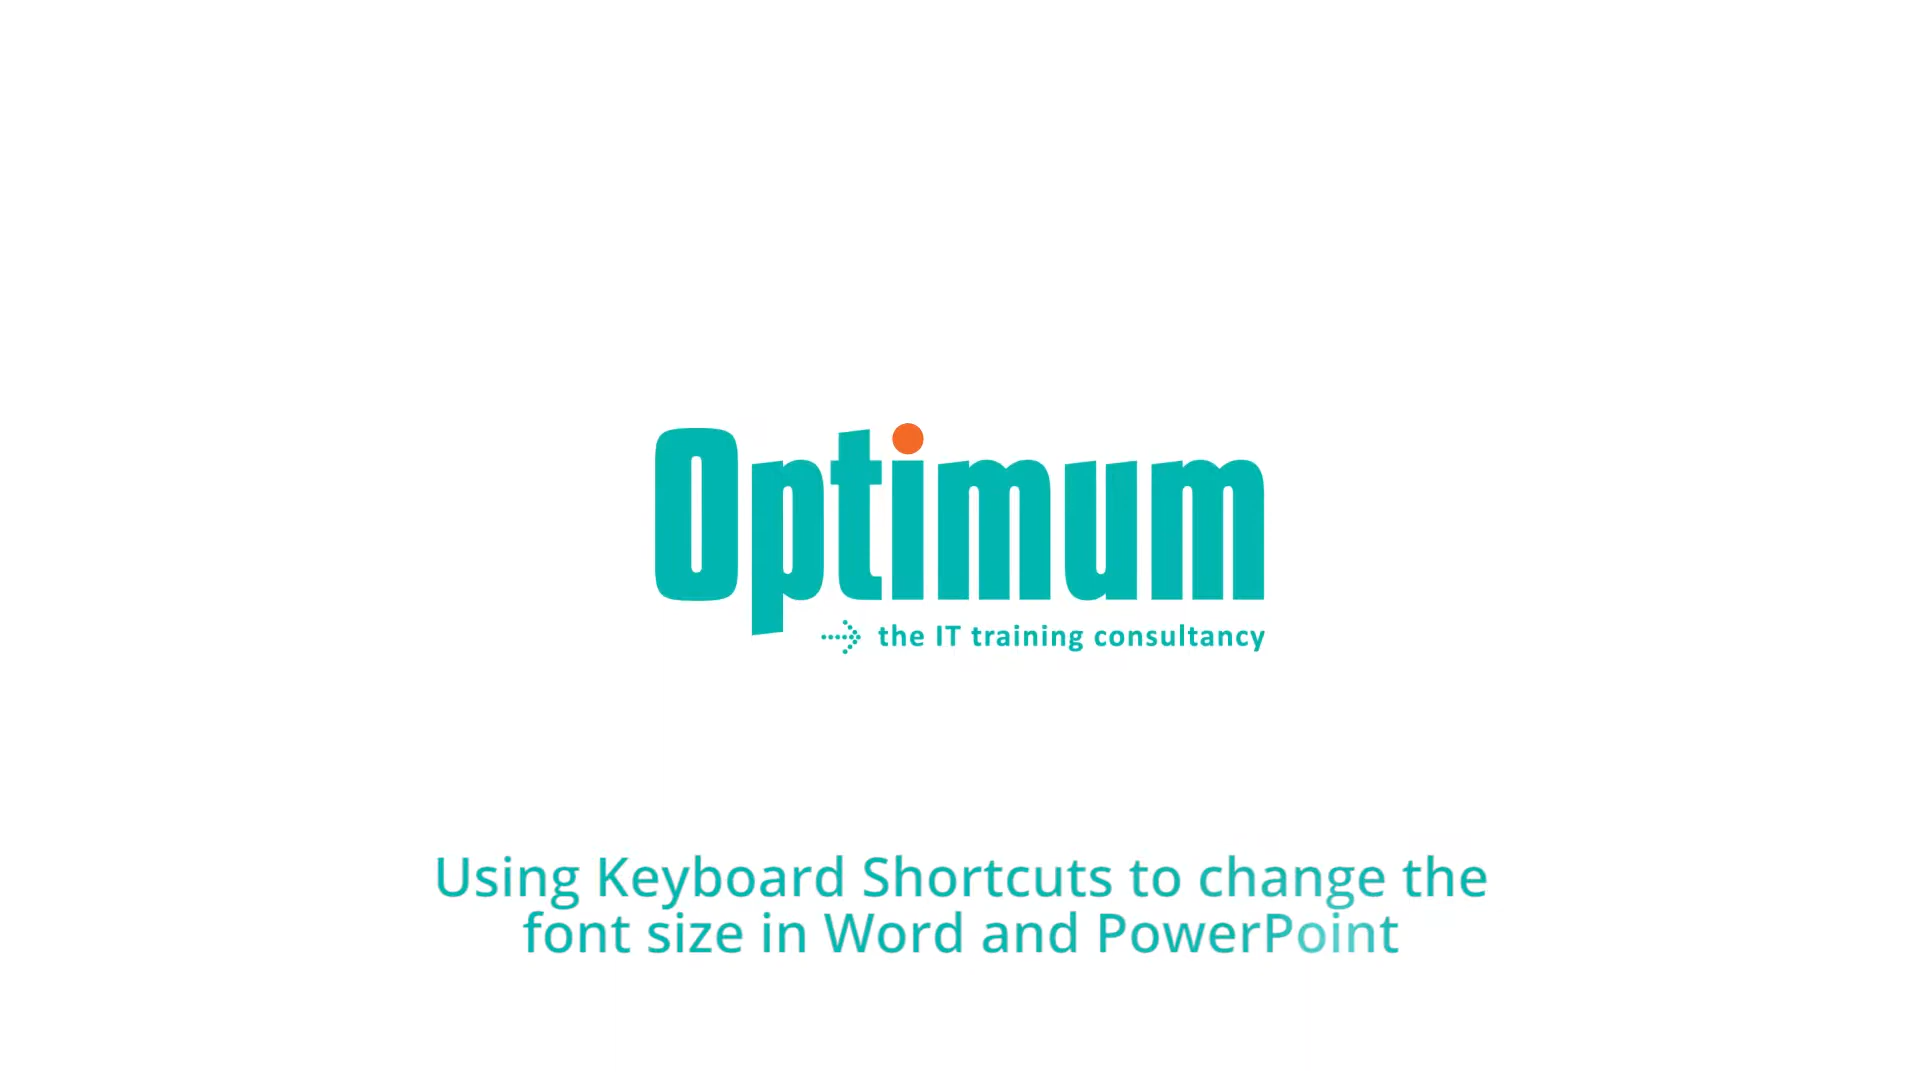 Optimum
the IT training consultancy
Using Keyboard Shortcuts to change the
font size in Word and PowerPoint